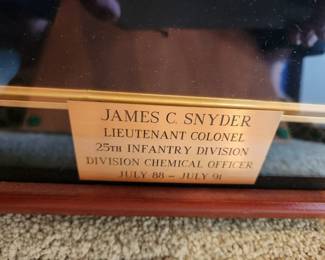 JAMES C. SNYDER
LIEUTENANT COLONEL
25TH INFANTRY DIVISION
DIVISION CHEMICAL OFFICER
JULY 88 – JULY 91